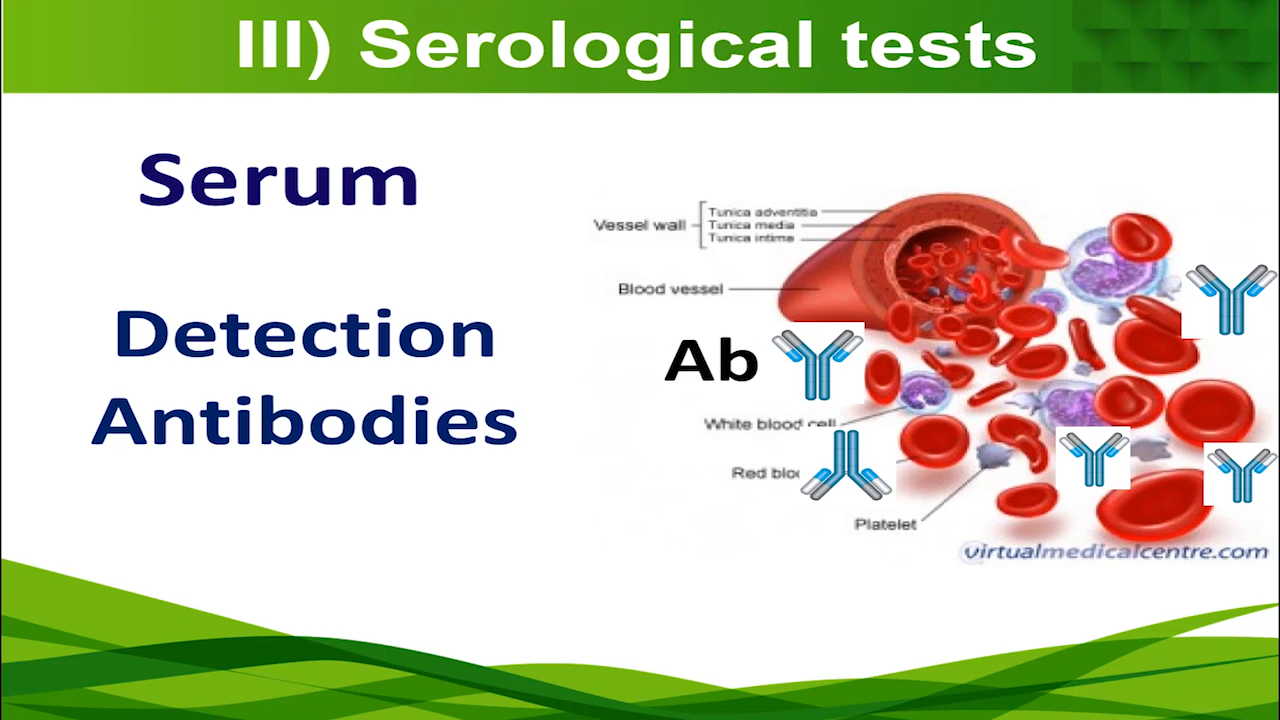 III) Serological tests
Serum
Detection
Antibodies
Vessel wall
Tunica adventitia
Tunica media
Tunica intima
Blood vessel
Ab
White blood cell
Red
Platelet
virtualmedicalcentre.com